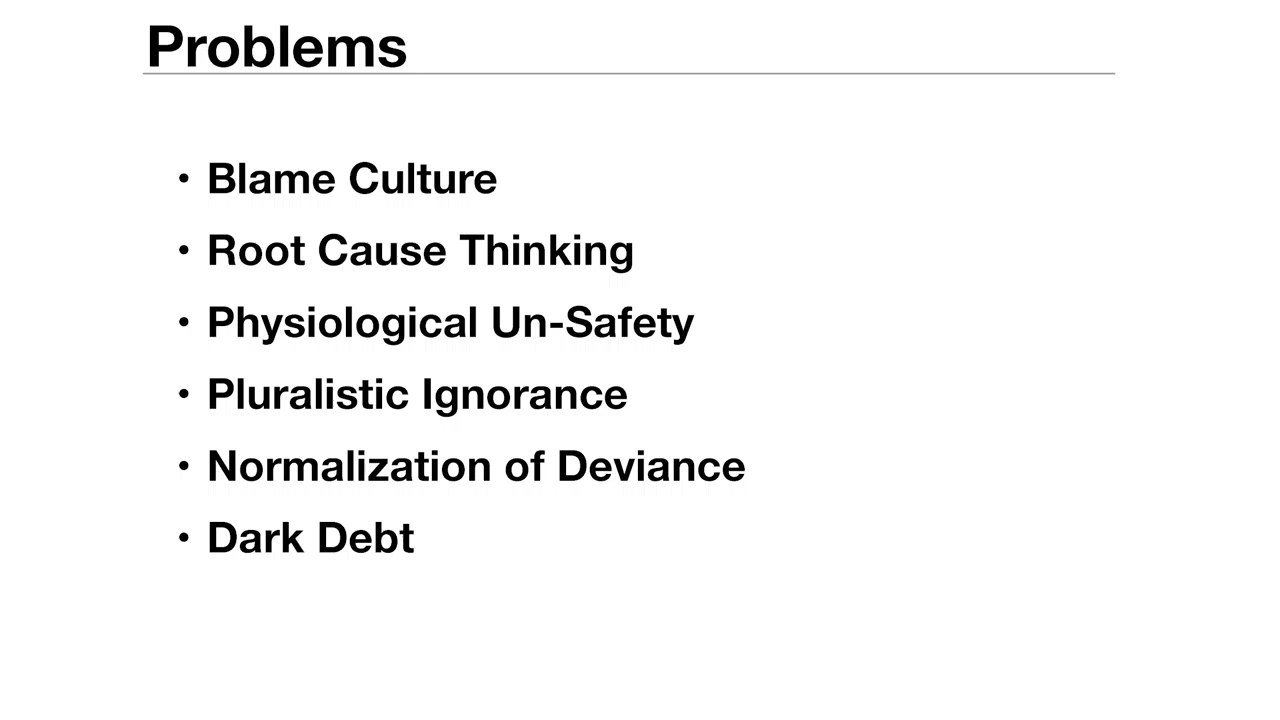 Problems
• Blame Culture
• Root Cause Thinking
• Physiological Un-Safety
• Pluralistic Ignorance
• Normalization of Deviance
• Dark Debt